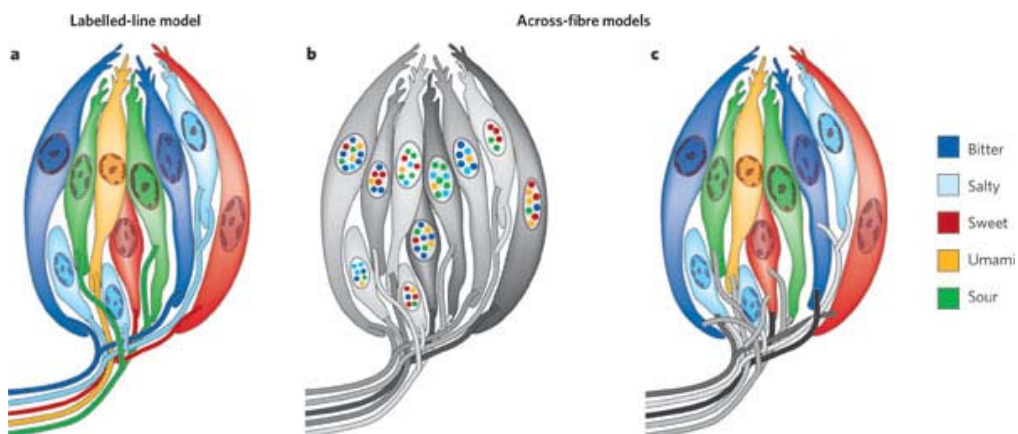 Labelled-line model
Across-fibre models
a
b
c
Bitter
Salty
Sweet
Umami
Sour